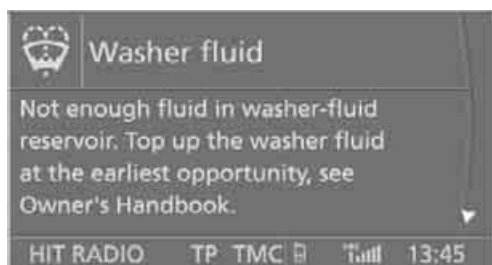 Washer fluid
Not enough fluid in washer-fluid
reservoir. Top up the washer fluid
at the earliest opportunity, see
Owner's Handbook.
HIT RADIO TP TMC 13:45